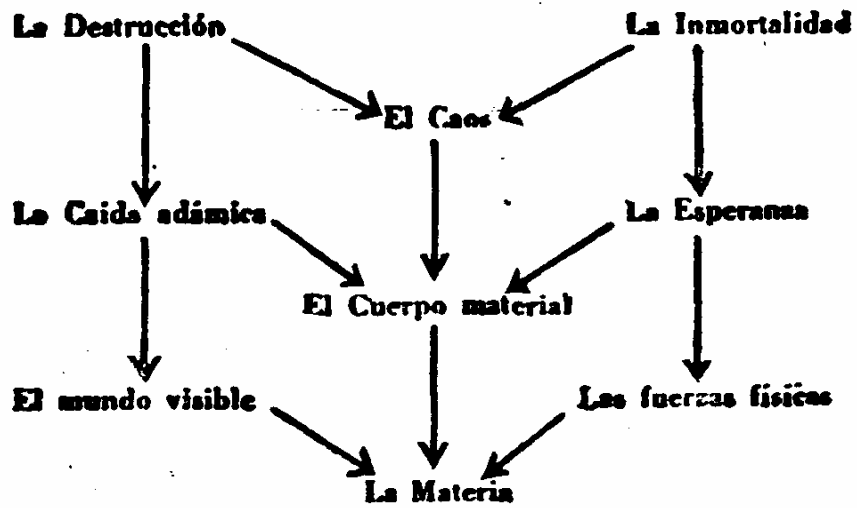 La Destrucción
La Inmortalidad
El Caos
La Caida adámica
La Esperanza
El Cuerpo material
El mundo visible
Las fuerzas físicas
La Materia